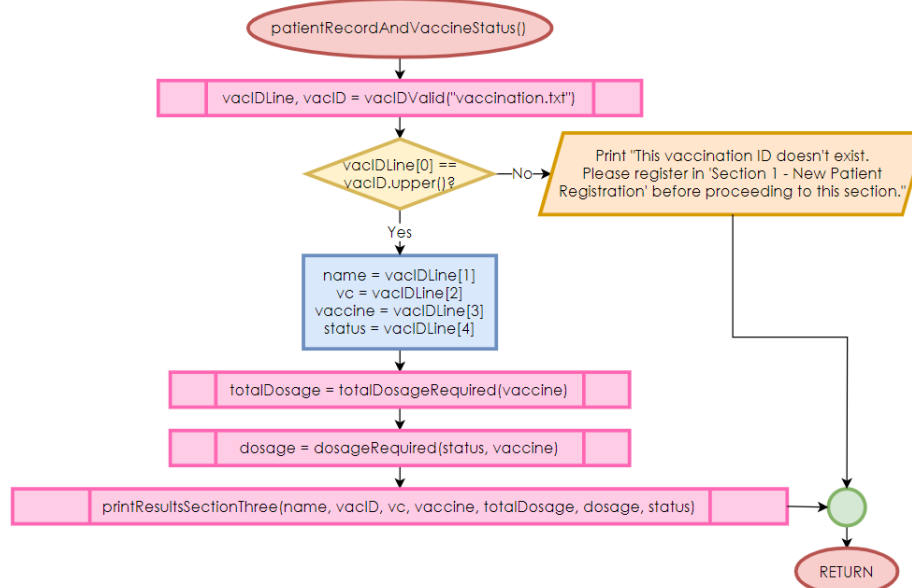 patientRecordAndVaccineStatus()
vacIDLine, vacID = vacIDValid("vaccination.txt")
vacIDLine[0] ==
vacID.upper()?
No
Print "This vaccination ID doesn't exist.
Please register in 'Section 1 - New Patient
Registration' before proceeding to this section."
Yes
name = vacIDLine[1]
vc = vacIDLine[2]
vaccine = vacIDLine[3]
status = vacIDLine[4]
totalDosage = totalDosageRequired(vaccine)
dosage = dosageRequired(status, vaccine)
printResultsSectionThree(name, vacID, vc, vaccine, totalDosage, dosage, status)
RETURN